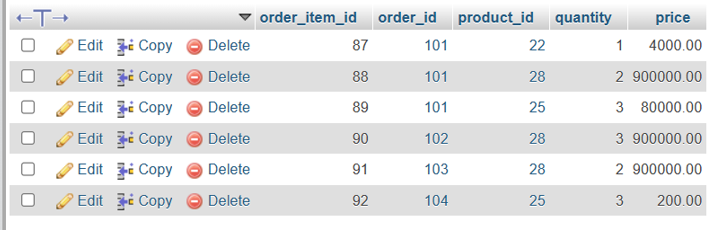 order_item_id order_id product_id quantity price
Edit Copy Delete 87 101 22 1 4000.00
Edit Copy Delete 88 101 28 2 900000.00
Edit Copy Delete 89 101 25 3 80000.00
Edit Copy Delete 90 102 28 3 900000.00
Edit Copy Delete 91 103 28 2 900000.00
Edit Copy Delete 92 104 25 3 200.00